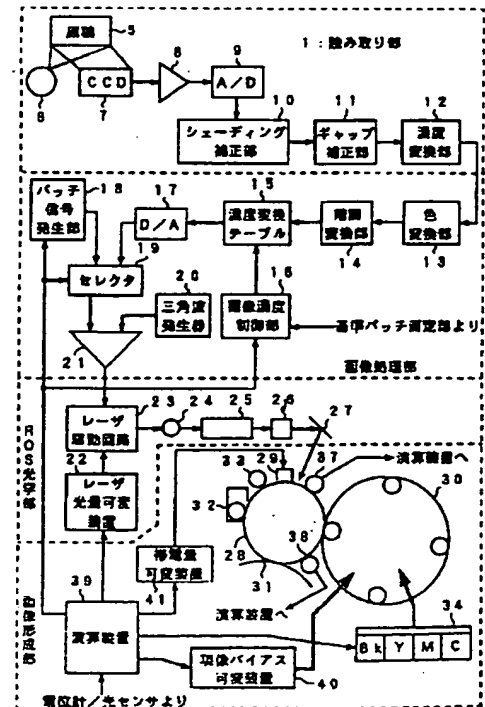 原稿
5
1：読み取り部
6
CCD
7
8
A/D
9
シェーディング
補正部
10
ギャップ
補正部
11
濃度
変換部
12
パッチ
信号
発生部
18
D/A
17
濃度変換
テーブル
15
階調
変換部
14
色
変換部
13
セレクタ
19
三角波
発生器
20
画像濃度
制御部
16
基準パッチ測定部より
21
画像処理部
ROS光学部
レーザ
駆動回路
23
24
25
26
27
レーザ
光量可変
装置
22
33
29
37
演算装置へ
30
32
28
31
38
帯電量
可変装置
41
演算装置へ
画像形成部
39
演算装置
34
Bk Y M C
現像バイアス
可変装置
40
電位計/光センサより